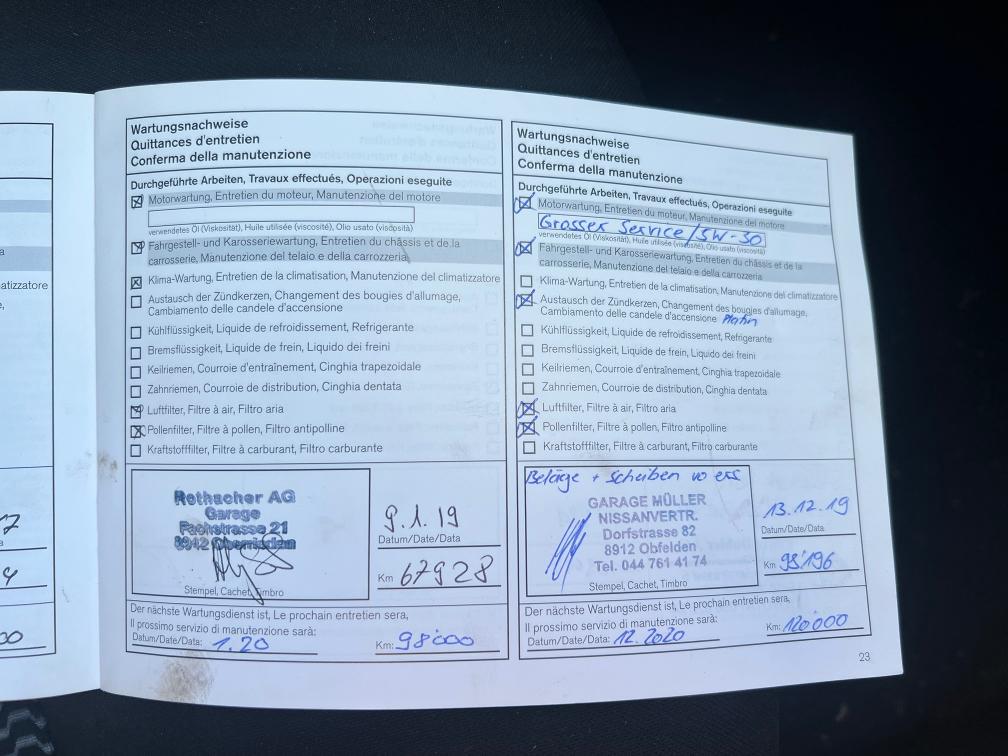 a
atizzatore
e,
17
a
4
00
Wartungsnachweise
Quittances d'entretien
Conferma della manutenzione
Durchgeführte Arbeiten, Travaux effectués, Operazioni eseguite
Motorwartung, Entretien du moteur, Manutenzione del motore
verwendetes Öl (Viskosität), Huile utilisée (viscosité), Olio usato (viscosità)
Fahrgestell- und Karosseriewartung, Entretien du châssis et de la
carrosserie, Manutenzione del telaio e della carrozzeria
Klima-Wartung, Entretien de la climatisation, Manutenzione del climatizzatore
Austausch der Zündkerzen, Changement des bougies d'allumage,
Cambiamento delle candele d'accensione
Kühlflüssigkeit, Liquide de refroidissement, Refrigerante
Bremsflüssigkeit, Liquide de frein, Liquido dei freini
Keilriemen, Courroie d'entraînement, Cinghia trapezoidale
Zahnriemen, Courroie de distribution, Cinghia dentata
Luftfilter, Filtre à air, Filtro aria
Pollenfilter, Filtre à pollen, Filtro antipolline
Kraftstofffilter, Filtre à carburant, Filtro carburante
Rothacher AG
Garage
Fachstrasse 21
8942 Oberrieden
Stempel, Cachet, Timbro
9.1.19
Datum/Date/Data
Km 67928
Der nächste Wartungsdienst ist, Le prochain entretien sera,
Il prossimo servizio di manutenzione sarà:
Datum/Date/Data: 1.20
Km: 98'000
Wartungsnachweise
Quittances d'entretien
Conferma della manutenzione
Durchgeführte Arbeiten, Travaux effectués, Operazioni eseguite
Motorwartung, Entretien du moteur, Manutenzione del motore
Grosser Service/5W-30
verwendetes Öl (Viskosität), Huile utilisée (viscosité), Olio usato (viscosità)
Fahrgestell- und Karosseriewartung, Entretien du châssis et de la
carrosserie, Manutenzione del telaio e della carrozzeria
Klima-Wartung, Entretien de la climatisation, Manutenzione del climatizzatore
Austausch der Zündkerzen, Changement des bougies d'allumage,
Cambiamento delle candele d'accensione Platin
Kühlflüssigkeit, Liquide de refroidissement, Refrigerante
Bremsflüssigkeit, Liquide de frein, Liquido dei freini
Keilriemen, Courroie d'entraînement, Cinghia trapezoidale
Zahnriemen, Courroie de distribution, Cinghia dentata
Luftfilter, Filtre à air, Filtro aria
Pollenfilter, Filtre à pollen, Filtro antipolline
Kraftstofffilter, Filtre à carburant, Filtro carburante
Beläge + Scheiben vo ers
GARAGE MÜLLER
NISSANVERTR.
Dorfstrasse 82
8912 Obfelden
Tel. 044 761 41 74
Stempel, Cachet, Timbro
13.12.19
Datum/Date/Data
Km 98'196
Der nächste Wartungsdienst ist, Le prochain entretien sera,
Il prossimo servizio di manutenzione sarà:
Datum/Date/Data: 12.2020
Km: 120'000
23